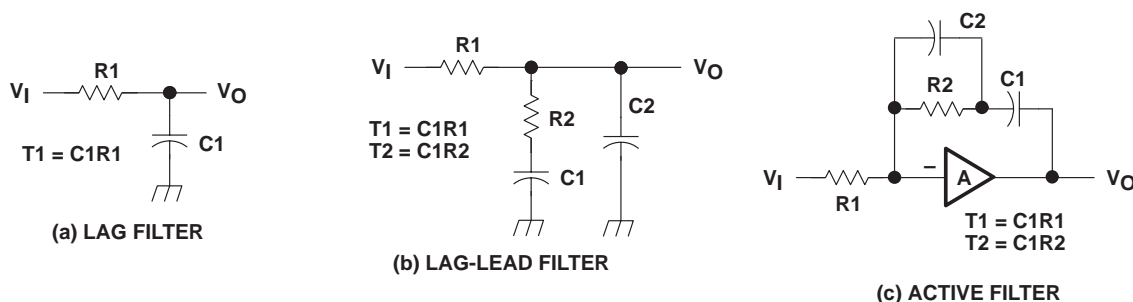 R1
VI
VO
C1
T1 = C1R1
(a) LAG FILTER
R1
VI
VO
R2
C2
T1 = C1R1
T2 = C1R2
C1
(b) LAG-LEAD FILTER
C2
R2
C1
VI
R1
–
A
VO
T1 = C1R1
T2 = C1R2
(c) ACTIVE FILTER